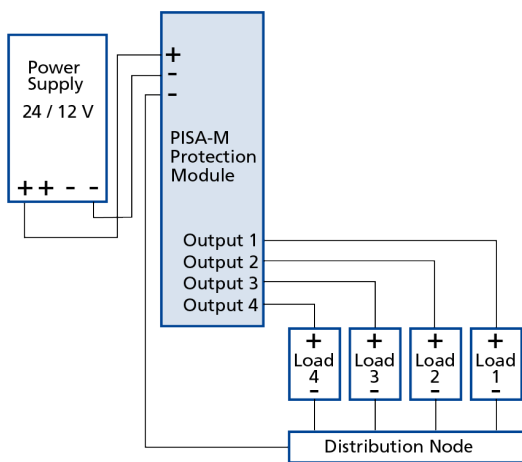 Power
Supply
24 / 12 V
+ + - -
+
-
-
PISA-M
Protection
Module
Output 1
Output 2
Output 3
Output 4
+ + + +
Load Load Load Load
4 3 2 1
- - - -
Distribution Node